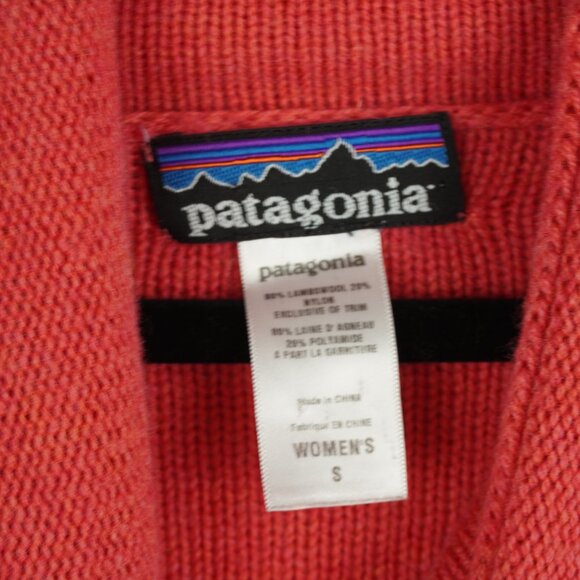 patagonia
patagonia
80% LAMBSWOOL 20%
NYLON
EXCLUSIVE OF TRIM
80% LAINE D'AGNEAU
20% POLYAMIDE
A PART LA GARNITURE
Made in CHINA
Fabriqué EN CHINE
WOMEN'S
S